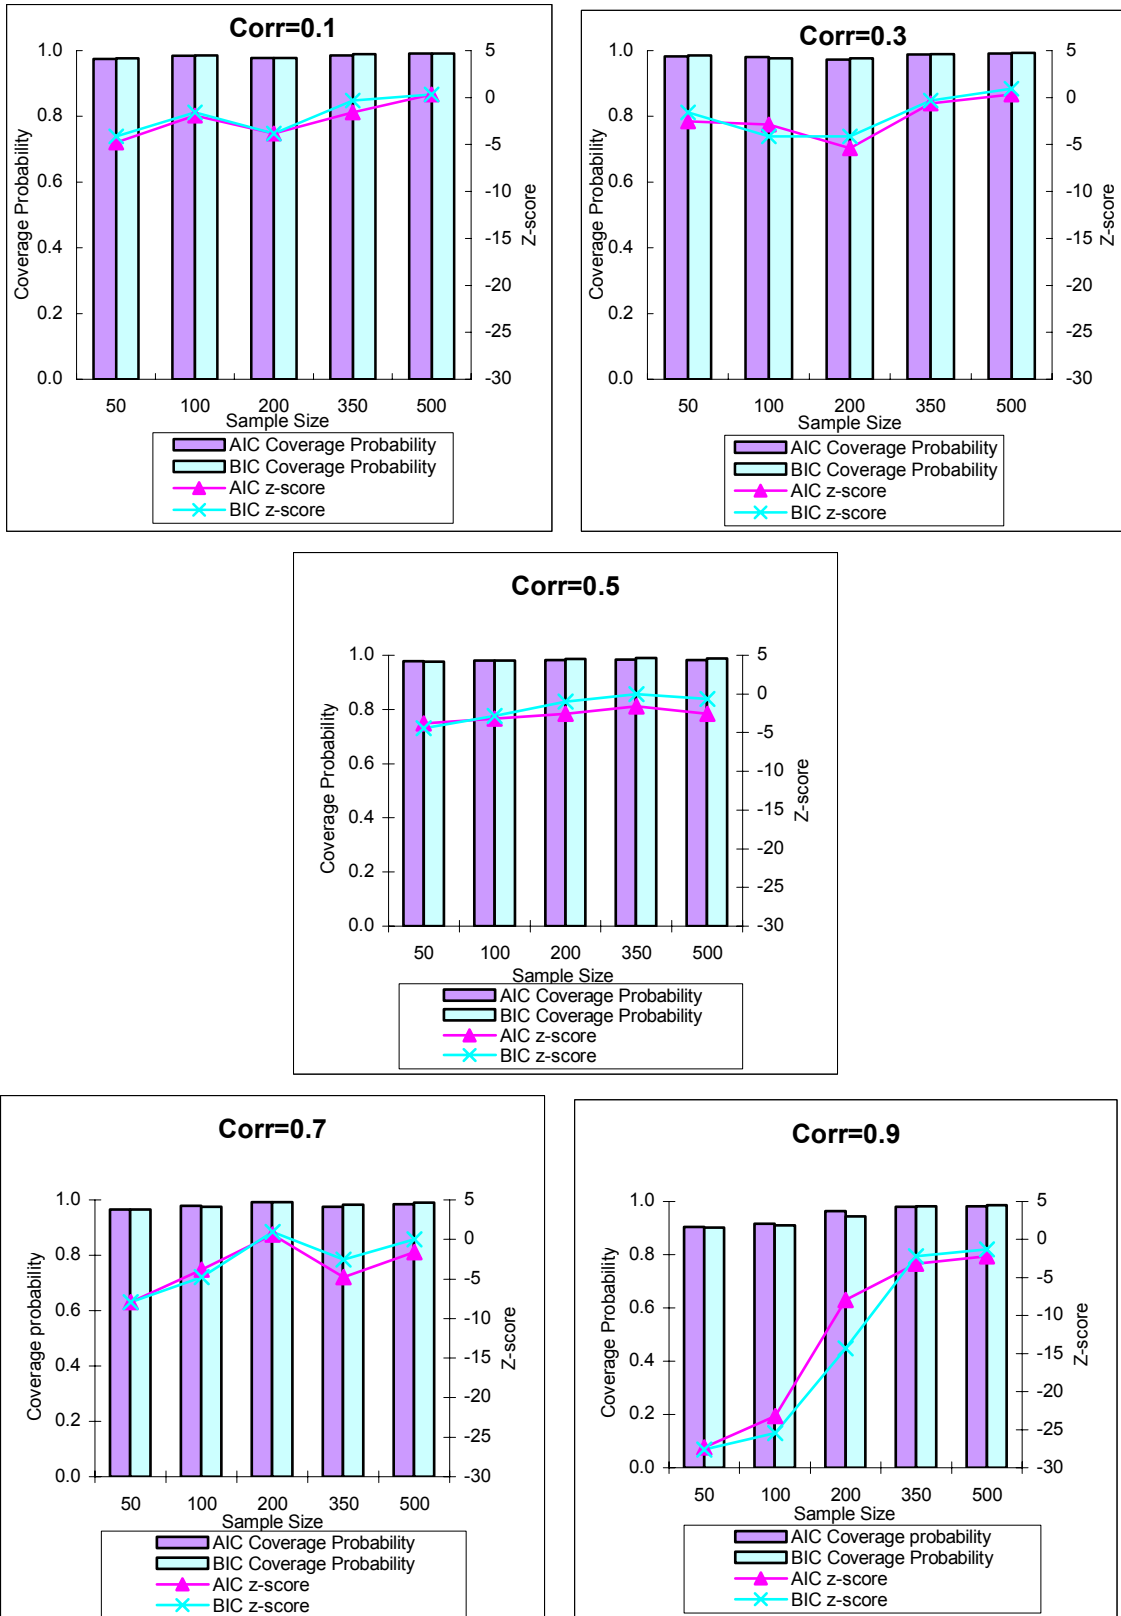 Corr=0.1
1.0
0.8
0.6
0.4
0.2
0.0
Coverage Probability
5
0
-5
-10
-15
-20
-25
-30
Z-score
50 100 200 350 500
Sample Size
AIC Coverage Probability
BIC Coverage Probability
AIC z-score
BIC z-score
Corr=0.3
1.0
0.8
0.6
0.4
0.2
0.0
Coverage Probability
5
0
-5
-10
-15
-20
-25
-30
Z-score
50 100 200 350 500
Sample Size
AIC Coverage Probability
BIC Coverage Probability
AIC z-score
BIC z-score
Corr=0.5
1.0
0.8
0.6
0.4
0.2
0.0
Coverage Probability
5
0
-5
-10
-15
-20
-25
-30
Z-score
50 100 200 350 500
Sample Size
AIC Coverage Probability
BIC Coverage Probability
AIC z-score
BIC z-score
Corr=0.7
1.0
0.8
0.6
0.4
0.2
0.0
Coverage probability
5
0
-5
-10
-15
-20
-25
-30
Z-score
50 100 200 350 500
Sample Size
AIC Coverage Probability
BIC Coverage Probability
AIC z-score
BIC z-score
Corr=0.9
1.0
0.8
0.6
0.4
0.2
0.0
Coverage Probability
5
0
-5
-10
-15
-20
-25
-30
Z-score
50 100 200 350 500
Sample Size
AIC Coverage probability
BIC Coverage Probability
AIC z-score
BIC z-score